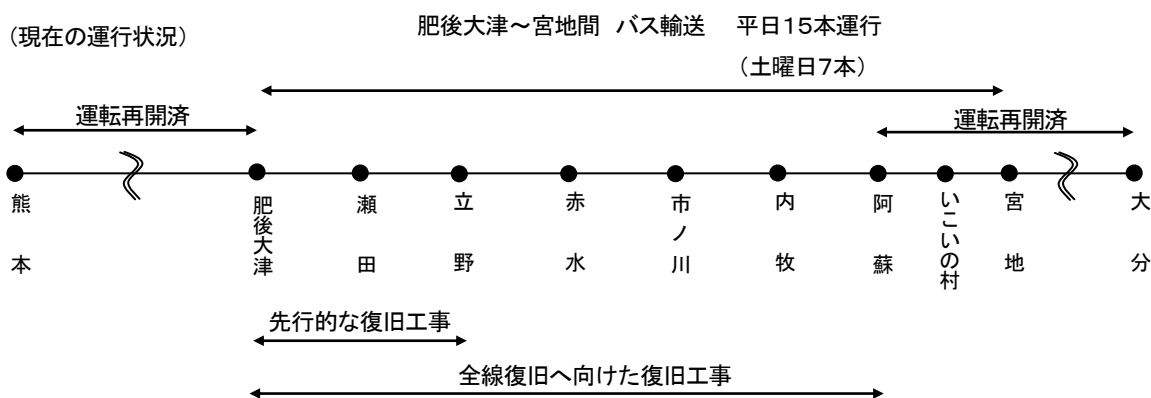 （現在の運行状況）
肥後大津～宮地間　バス輸送　平日１５本運行
（土曜日７本）
運転再開済
運転再開済
熊本
肥後大津
瀬田
立野
赤水
市ノ川
内牧
阿蘇
いこいの村
宮地
大分
先行的な復旧工事
全線復旧へ向けた復旧工事